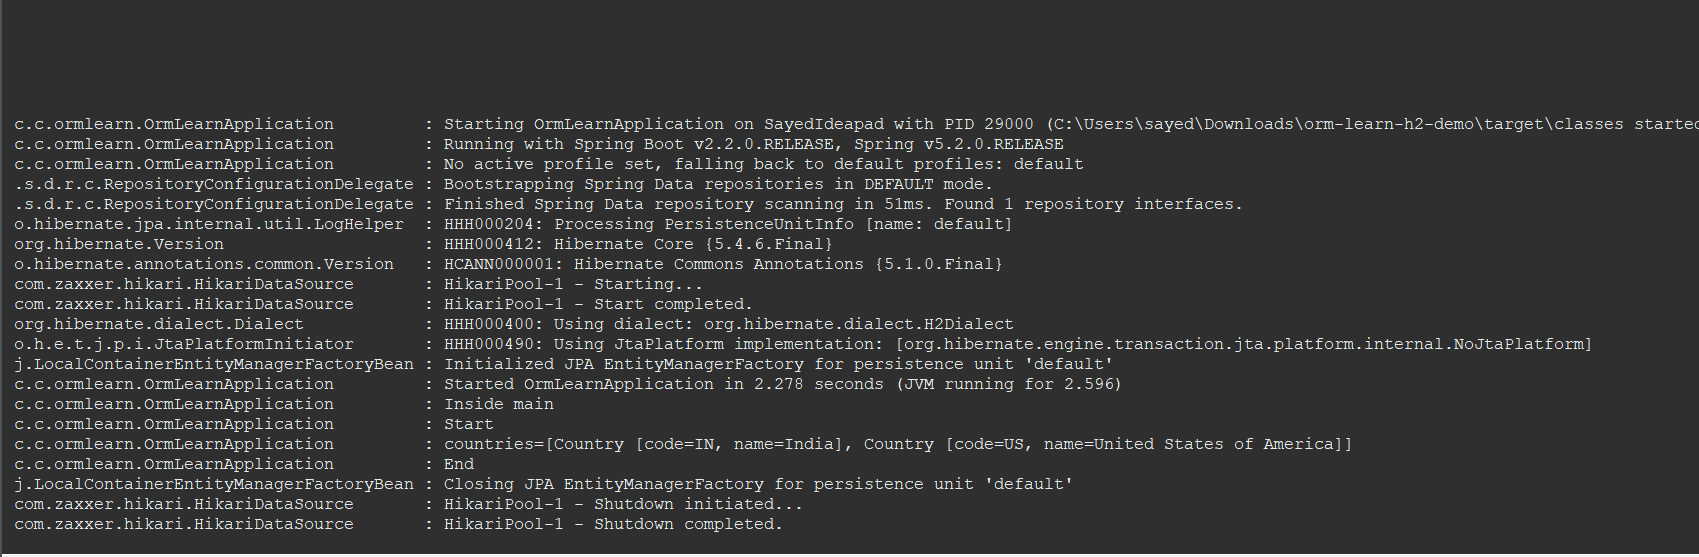 c.c.ormlearn.OrmLearnApplication : Starting OrmLearnApplication on SayedIdeapad with PID 29000 (C:\Users\sayed\Downloads\orm-learn-h2-demo\target\classes started
c.c.ormlearn.OrmLearnApplication : Running with Spring Boot v2.2.0.RELEASE, Spring v5.2.0.RELEASE
c.c.ormlearn.OrmLearnApplication : No active profile set, falling back to default profiles: default
.s.d.r.c.RepositoryConfigurationDelegate : Bootstrapping Spring Data repositories in DEFAULT mode.
.s.d.r.c.RepositoryConfigurationDelegate : Finished Spring Data repository scanning in 51ms. Found 1 repository interfaces.
o.hibernate.jpa.internal.util.LogHelper : HHH000204: Processing PersistenceUnitInfo [name: default]
org.hibernate.Version : HHH000412: Hibernate Core {5.4.6.Final}
o.hibernate.annotations.common.Version : HCANN000001: Hibernate Commons Annotations {5.1.0.Final}
com.zaxxer.hikari.HikariDataSource : HikariPool-1 - Starting...
com.zaxxer.hikari.HikariDataSource : HikariPool-1 - Start completed.
org.hibernate.dialect.Dialect : HHH000400: Using dialect: org.hibernate.dialect.H2Dialect
o.h.e.t.j.p.i.JtaPlatformInitiator : HHH000490: Using JtaPlatform implementation: [org.hibernate.engine.transaction.jta.platform.internal.NoJtaPlatform]
j.LocalContainerEntityManagerFactoryBean : Initialized JPA EntityManagerFactory for persistence unit 'default'
c.c.ormlearn.OrmLearnApplication : Started OrmLearnApplication in 2.278 seconds (JVM running for 2.596)
c.c.ormlearn.OrmLearnApplication : Inside main
c.c.ormlearn.OrmLearnApplication : Start
c.c.ormlearn.OrmLearnApplication : countries=[Country [code=IN, name=India], Country [code=US, name=United States of America]]
c.c.ormlearn.OrmLearnApplication : End
j.LocalContainerEntityManagerFactoryBean : Closing JPA EntityManagerFactory for persistence unit 'default'
com.zaxxer.hikari.HikariDataSource : HikariPool-1 - Shutdown initiated...
com.zaxxer.hikari.HikariDataSource : HikariPool-1 - Shutdown completed.